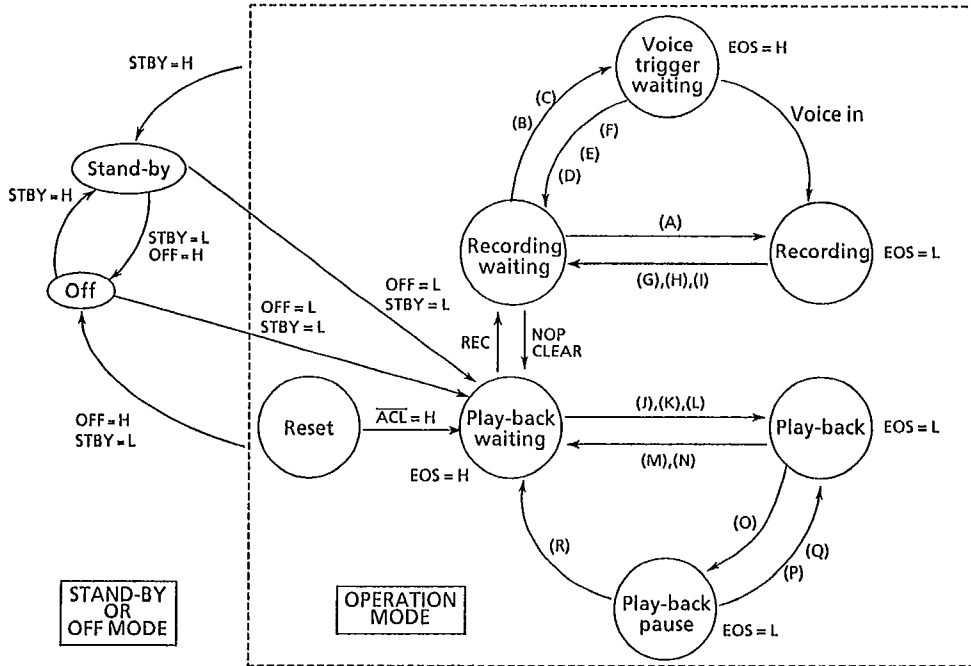 Voice
trigger
waiting
EOS = H
STBY = H
(C)
(B)
(F)
(E)
(D)
Voice in
Stand-by
STBY = H
STBY = L
OFF = H
Off
Recording
waiting
(A)
(G),(H),(I)
Recording
EOS = L
OFF = L
STBY = L
OFF = L
STBY = L
REC
NOP
CLEAR
OFF = H
STBY = L
Reset
ACL = H
Play-back
waiting
EOS = H
(J),(K),(L)
(M),(N)
Play-back
EOS = L
(R)
(O)
(Q)
(P)
Play-back
pause
EOS = L
STAND-BY
OR
OFF MODE
OPERATION
MODE